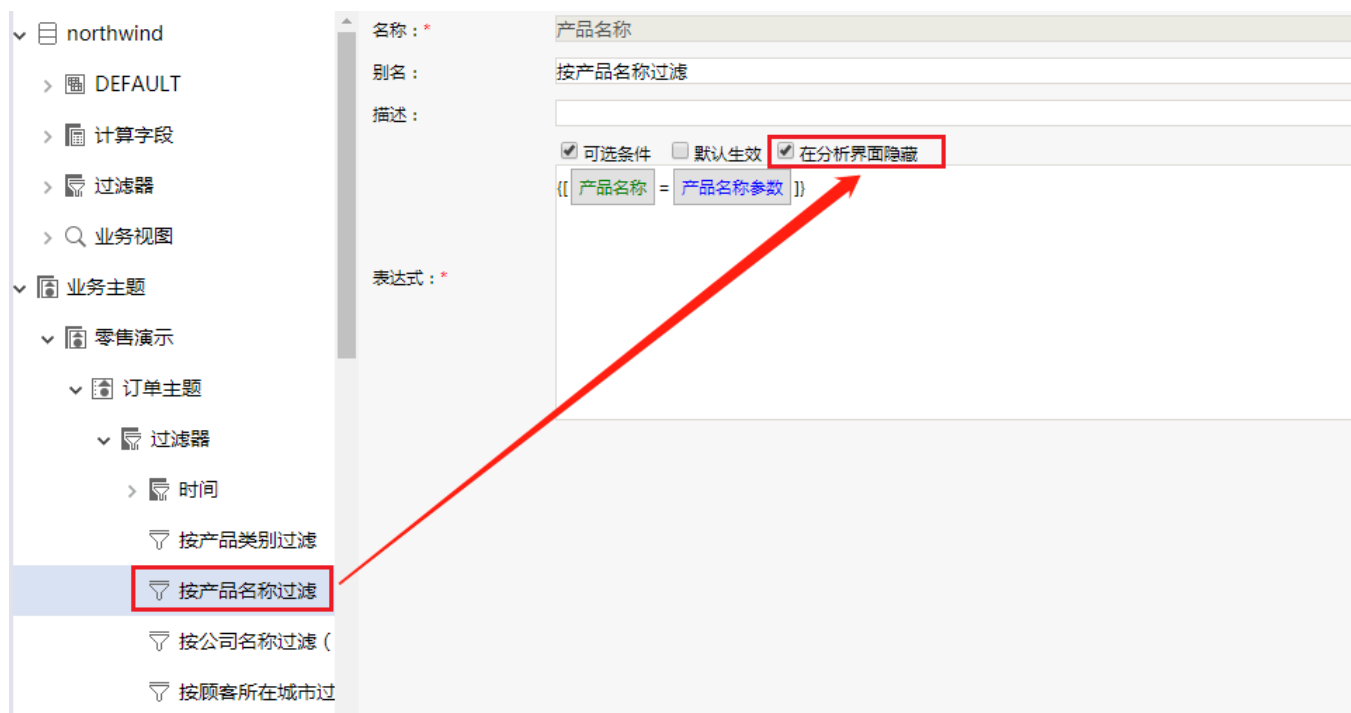 northwind
DEFAULT
计算字段
过滤器
业务视图
业务主题
零售演示
订单主题
过滤器
时间
按产品类别过滤
按产品名称过滤
按公司名称过滤（
按顾客所在城市过
名称：* 产品名称
别名： 按产品名称过滤
描述：
可选条件 默认生效 在分析界面隐藏
表达式：*
{[ 产品名称 = 产品名称参数 ]}